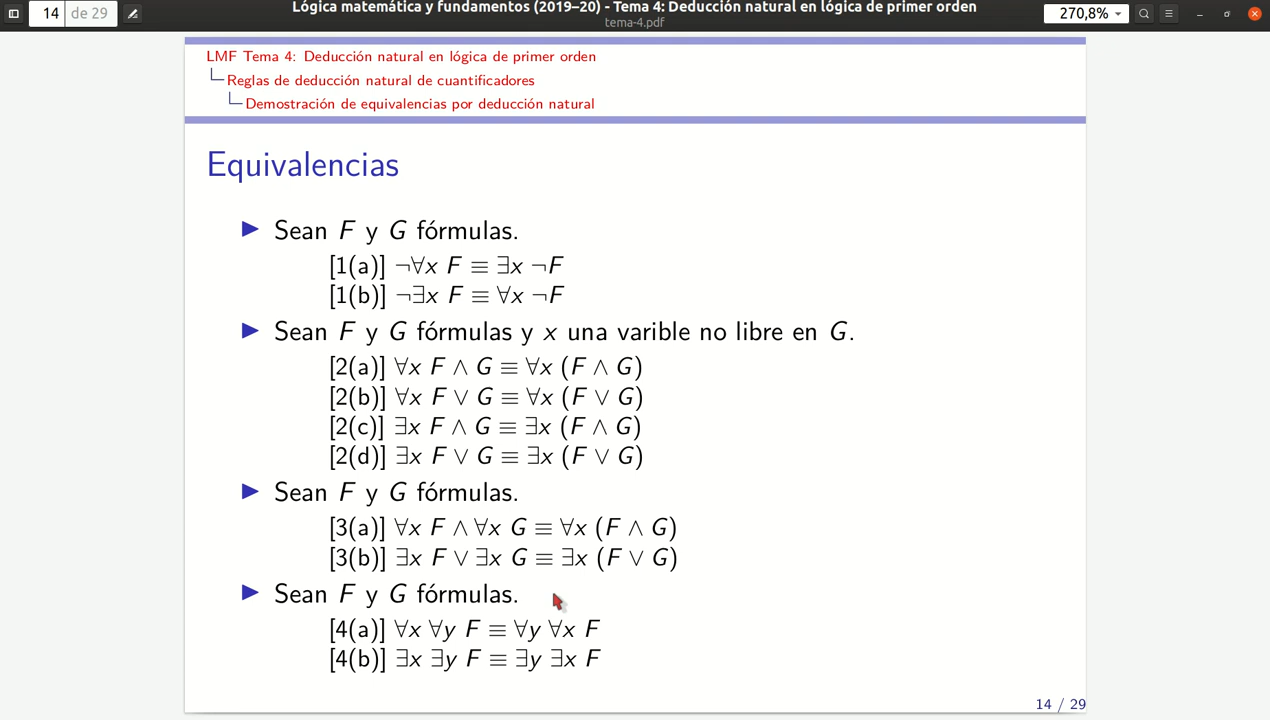 14 de 29
Lógica matemática y fundamentos (2019–20) - Tema 4: Deducción natural en lógica de primer orden
tema-4.pdf
270,8%
LMF Tema 4: Deducción natural en lógica de primer orden
Reglas de deducción natural de cuantificadores
Demostración de equivalencias por deducción natural
Equivalencias
Sean F y G fórmulas.
[1(a)] ¬∀x F ≡ ∃x ¬F
[1(b)] ¬∃x F ≡ ∀x ¬F
Sean F y G fórmulas y x una varible no libre en G.
[2(a)] ∀x F ∧ G ≡ ∀x (F ∧ G)
[2(b)] ∀x F ∨ G ≡ ∀x (F ∨ G)
[2(c)] ∃x F ∧ G ≡ ∃x (F ∧ G)
[2(d)] ∃x F ∨ G ≡ ∃x (F ∨ G)
Sean F y G fórmulas.
[3(a)] ∀x F ∧ ∀x G ≡ ∀x (F ∧ G)
[3(b)] ∃x F ∨ ∃x G ≡ ∃x (F ∨ G)
Sean F y G fórmulas.
[4(a)] ∀x ∀y F ≡ ∀y ∀x F
[4(b)] ∃x ∃y F ≡ ∃y ∃x F
14 / 29